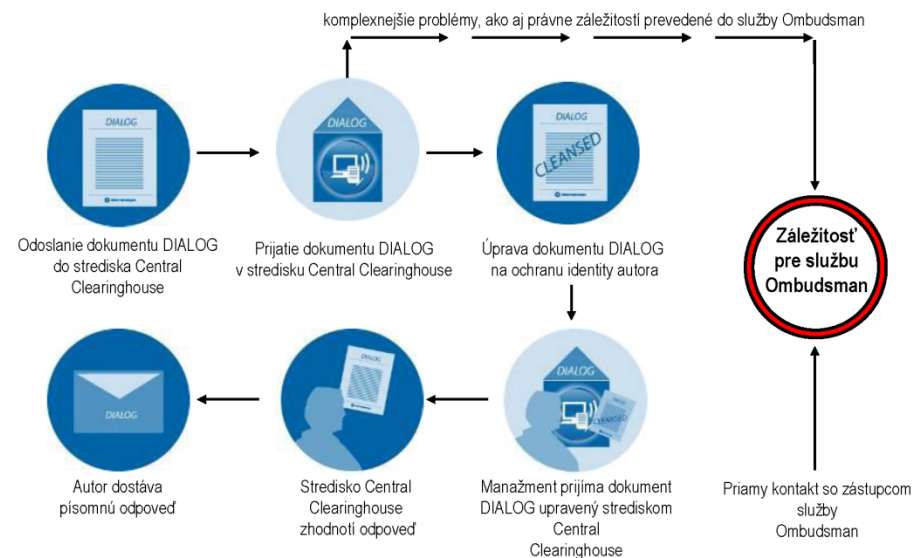 komplexnejšie problémy, ako aj právne záležitostí prevedené do služby Ombudsman
DIALOG
DIALOG
DIALOG
CLEANSED
Odoslanie dokumentu DIALOG
do strediska Central
Clearinghouse
Prijatie dokumentu DIALOG
v stredisku Central Clearinghouse
Úprava dokumentu DIALOG
na ochranu identity autora
Záležitosť
pre službu
Ombudsman
DIALOG
DIALOG
DIALOG
CLEANSED
Autor dostáva
písomnú odpoveď
Stredisko Central
Clearinghouse
zhodnotí odpoveď
Manažment prijíma dokument
DIALOG upravený strediskom
Central
Clearinghouse
Priamy kontakt so zástupcom
služby
Ombudsman